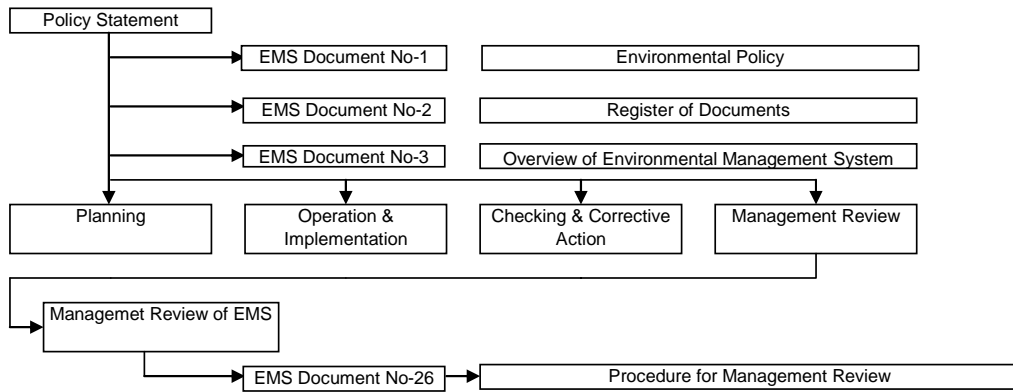 Policy Statement
EMS Document No-1
Environmental Policy
EMS Document No-2
Register of Documents
EMS Document No-3
Overview of Environmental Management System
Planning
Operation &
Implementation
Checking & Corrective
Action
Management Review
Managemet Review of EMS
EMS Document No-26
Procedure for Management Review